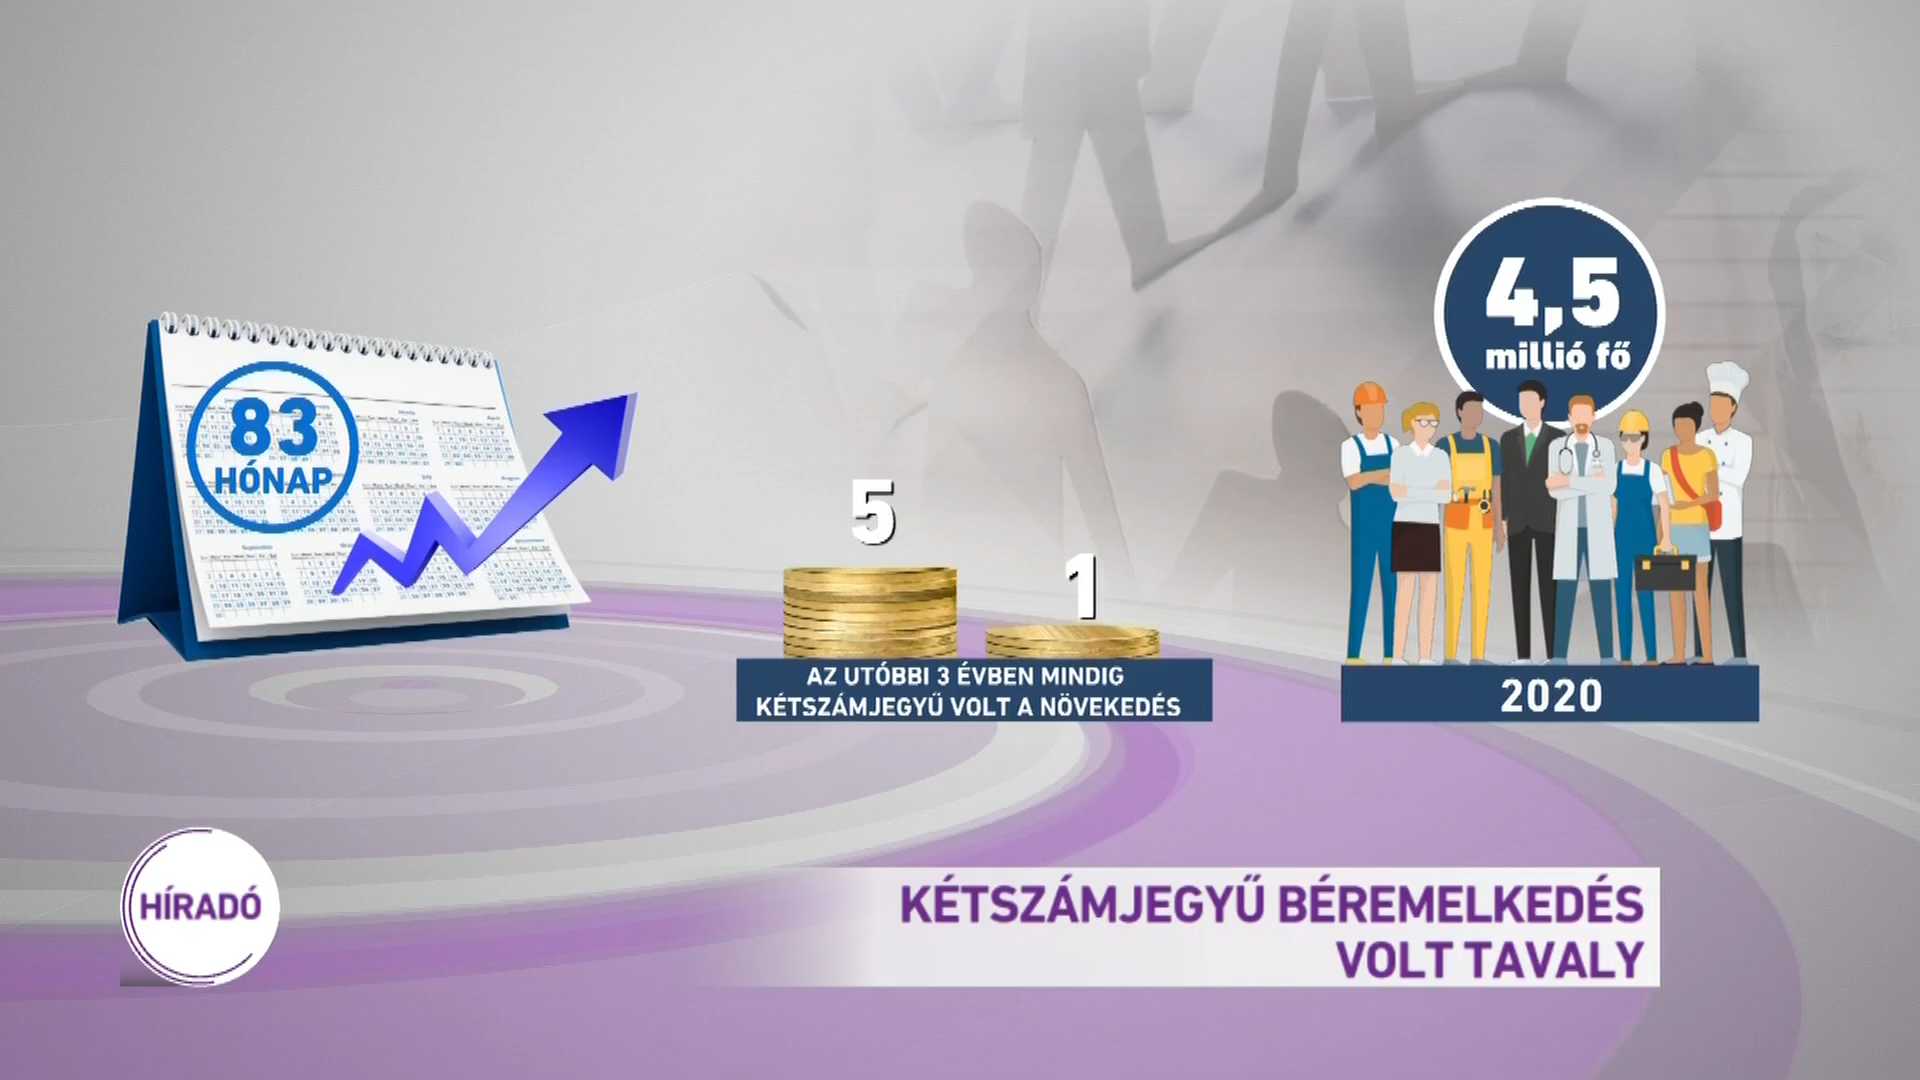 83
HÓNAP
5
1
AZ UTÓBBI 3 ÉVBEN MINDIG
KÉTSZÁMJEGYŰ VOLT A NÖVEKEDÉS
4,5
millió fő
2020
HÍRADÓ
KÉTSZÁMJEGYŰ BÉREMELKEDÉS
VOLT TAVALY